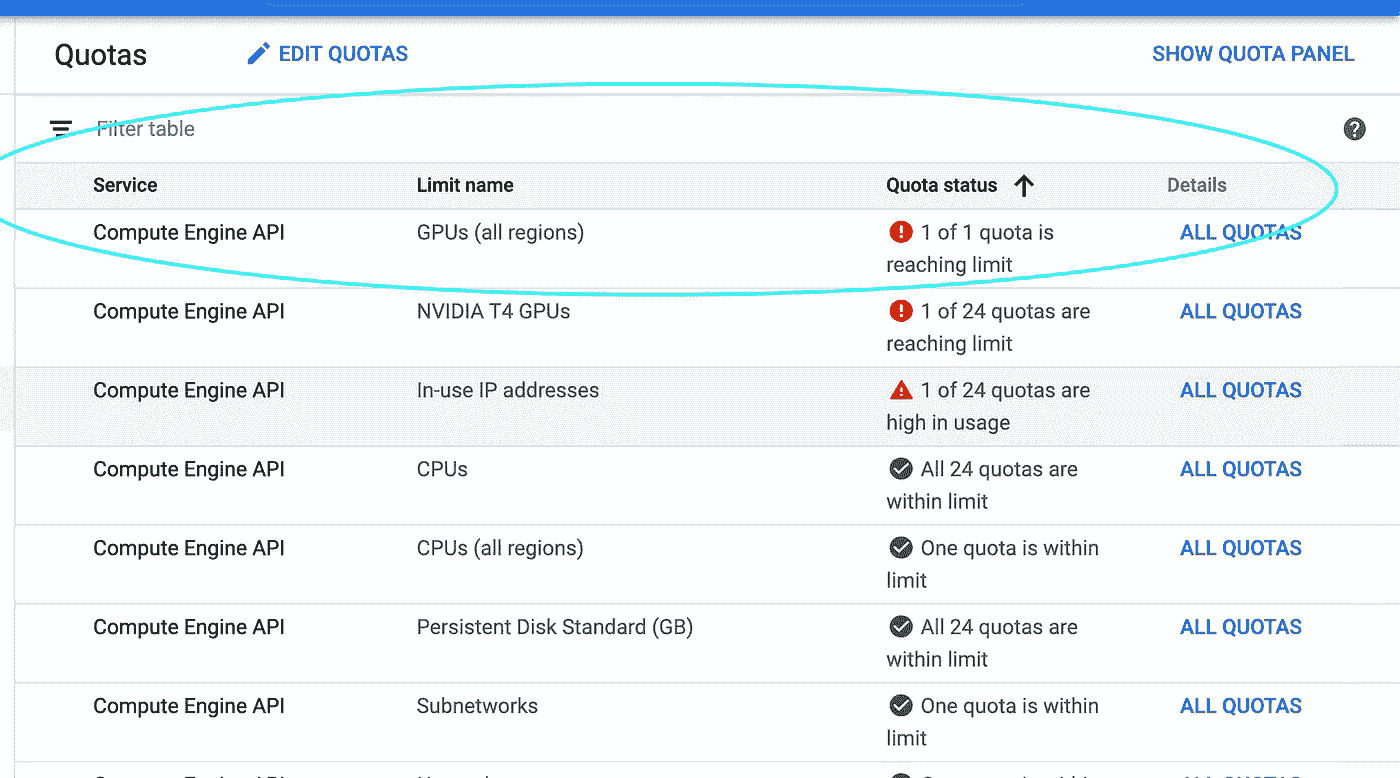 Quotas EDIT QUOTAS SHOW QUOTA PANEL
Filter table
Service Limit name Quota status Details
Compute Engine API GPUs (all regions) 1 of 1 quota is ALL QUOTAS
reaching limit
Compute Engine API NVIDIA T4 GPUs 1 of 24 quotas are ALL QUOTAS
reaching limit
Compute Engine API In-use IP addresses 1 of 24 quotas are ALL QUOTAS
high in usage
Compute Engine API CPUs All 24 quotas are ALL QUOTAS
within limit
Compute Engine API CPUs (all regions) One quota is within ALL QUOTAS
limit
Compute Engine API Persistent Disk Standard (GB) All 24 quotas are ALL QUOTAS
within limit
Compute Engine API Subnetworks One quota is within ALL QUOTAS
limit